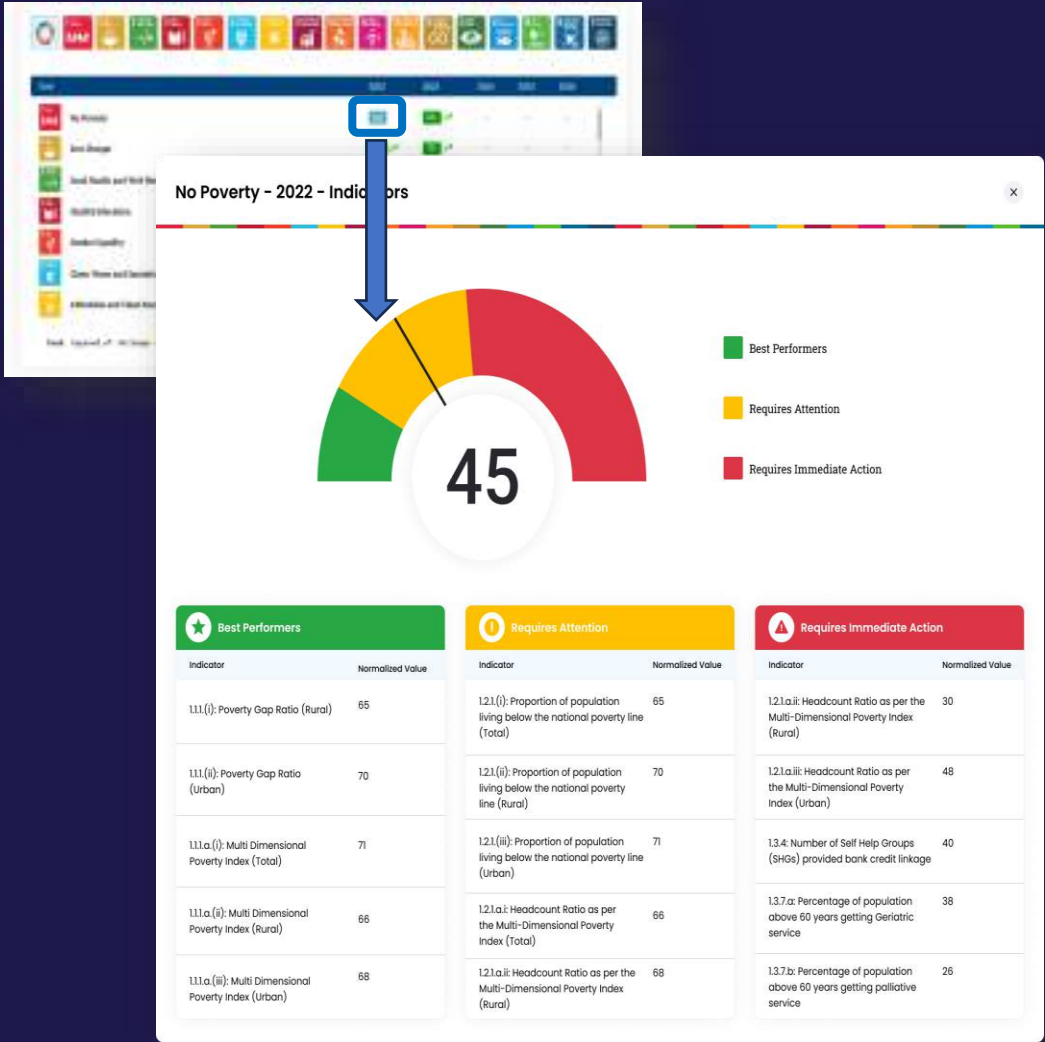 No Poverty
Zero Hunger
Quality Education
Gender Equality
No Poverty - 2022 - Indicators
X
45
Best Performers
Requires Attention
Requires Immediate Action
Best Performers
Indicator
Normalized Value
1.1.1.(i): Poverty Gap Ratio (Rural)
65
1.1.1.(ii): Poverty Gap Ratio
(Urban)
70
1.1.1.a.(i): Multi Dimensional
Poverty Index (Total)
71
1.1.1.a.(ii): Multi Dimensional
Poverty Index (Rural)
66
1.1.1.a.(iii): Multi Dimensional
Poverty Index (Urban)
68
Requires Attention
Indicator
Normalized Value
1.2.1.(i): Proportion of population
living below the national poverty line
(Total)
65
1.2.1.(ii): Proportion of population
living below the national poverty
line (Rural)
70
1.2.1.(iii): Proportion of population
living below the national poverty line
(Urban)
71
1.2.1.a.i: Headcount Ratio as per
the Multi-Dimensional Poverty
Index (Total)
66
1.2.1.a.ii: Headcount Ratio as per the
Multi-Dimensional Poverty Index
(Rural)
68
Requires Immediate Action
Indicator
Normalized Value
1.2.1.a.ii: Headcount Ratio as per the
Multi-Dimensional Poverty Index
(Rural)
30
1.2.1.a.iii: Headcount Ratio as per
the Multi-Dimensional Poverty
Index (Urban)
48
1.3.4: Number of Self Help Groups
(SHGs) provided bank credit linkage
40
1.3.7.a: Percentage of population
above 60 years getting Geriatric
service
38
1.3.7.b: Percentage of population
above 60 years getting palliative
service
26